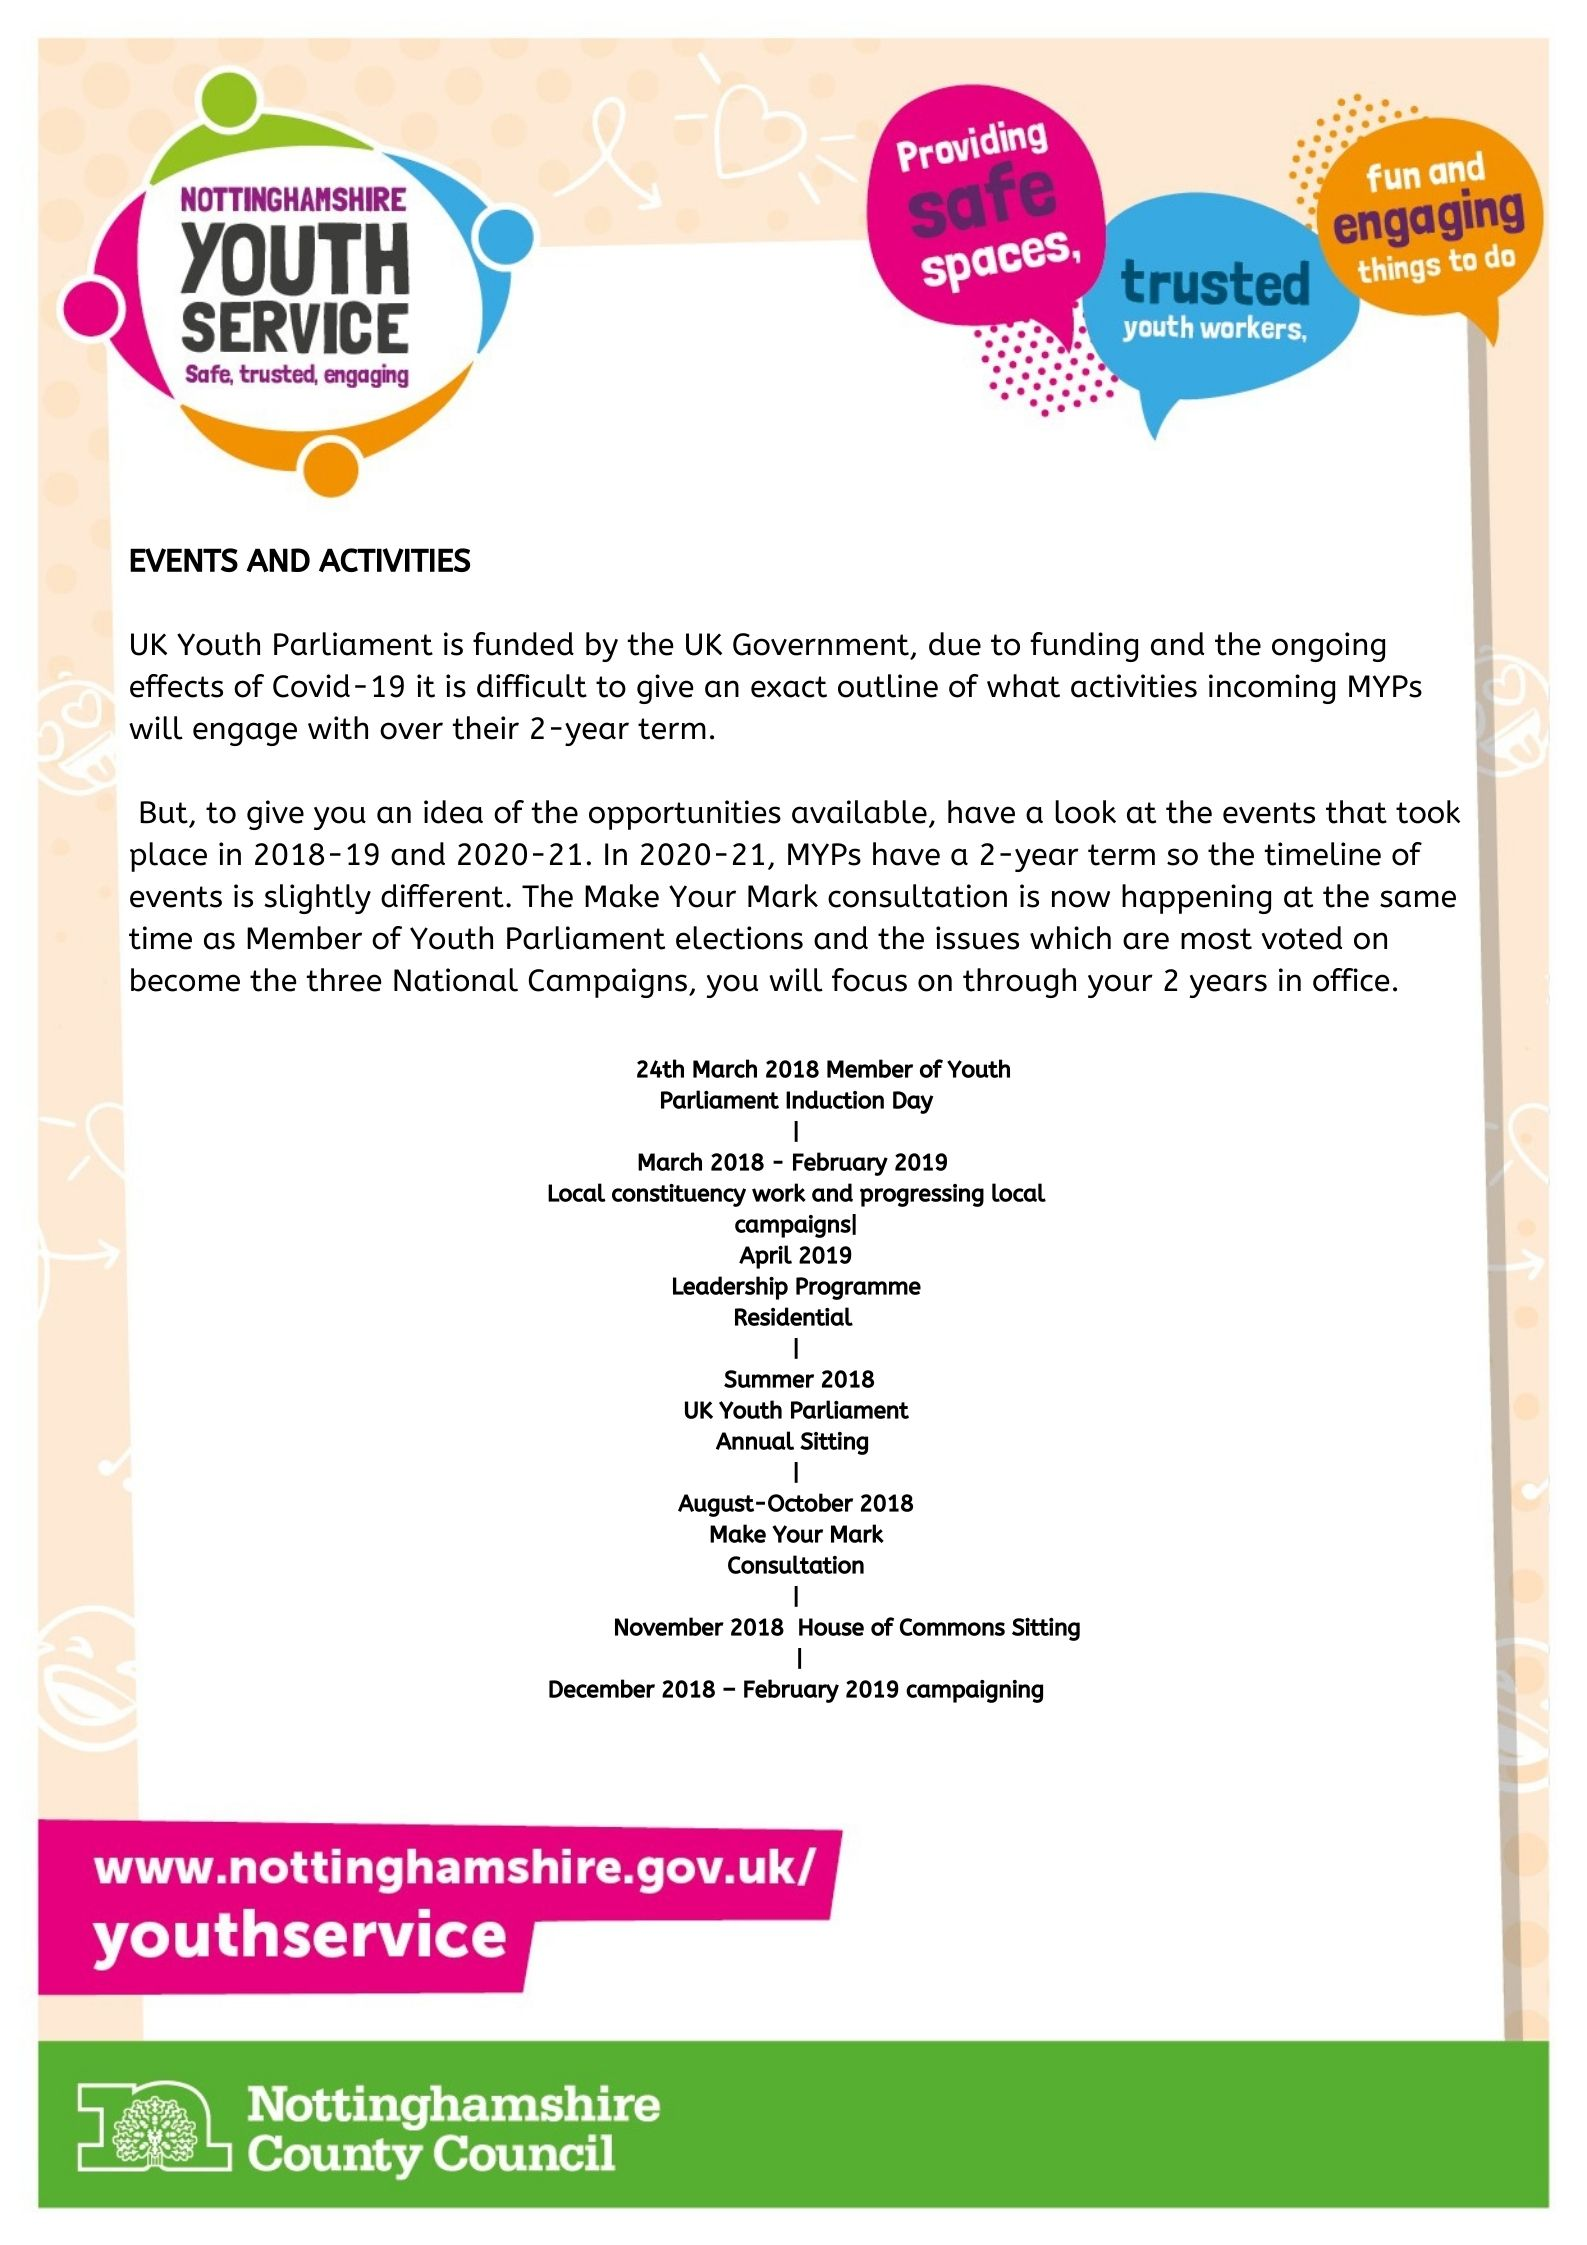 NOTTINGHAMSHIRE
YOUTH
SERVICE
Safe, trusted, engaging
Providing
safe
spaces,
trusted
youth workers,
fun and
engaging
things to do
EVENTS AND ACTIVITIES
UK Youth Parliament is funded by the UK Government, due to funding and the ongoing
effects of Covid-19 it is difficult to give an exact outline of what activities incoming MYPs
will engage with over their 2-year term.
But, to give you an idea of the opportunities available, have a look at the events that took
place in 2018-19 and 2020-21. In 2020-21, MYPs have a 2-year term so the timeline of
events is slightly different. The Make Your Mark consultation is now happening at the same
time as Member of Youth Parliament elections and the issues which are most voted on
become the three National Campaigns, you will focus on through your 2 years in office.
24th March 2018 Member of Youth
Parliament Induction Day
|
March 2018 - February 2019
Local constituency work and progressing local
campaigns|
April 2019
Leadership Programme
Residential
|
Summer 2018
UK Youth Parliament
Annual Sitting
|
August-October 2018
Make Your Mark
Consultation
|
November 2018  House of Commons Sitting
|
December 2018 – February 2019 campaigning
www.nottinghamshire.gov.uk/
youthservice
Nottinghamshire
County Council